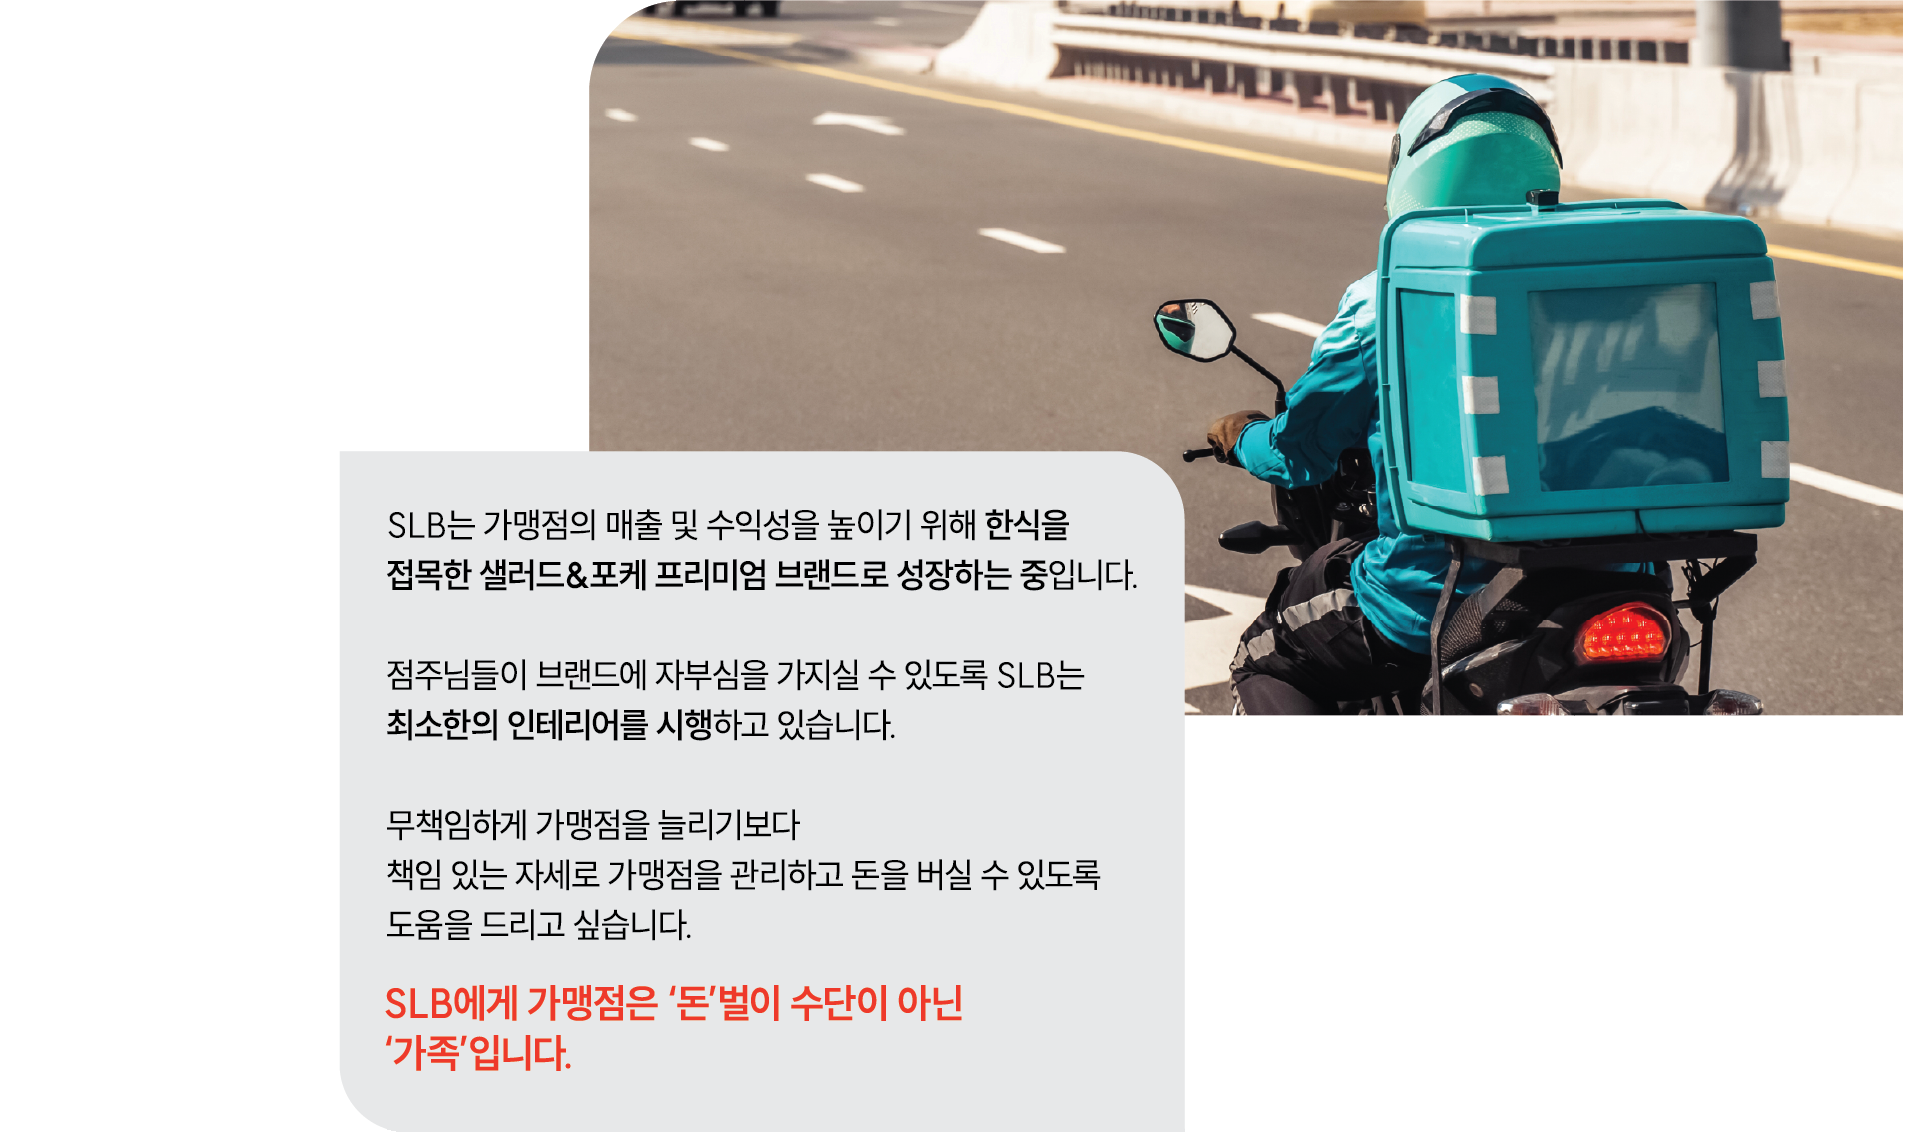 SLB는 가맹점의 매출 및 수익성을 높이기 위해 한식을
접목한 샐러드&포케 프리미엄 브랜드로 성장하는 중입니다.
점주님들이 브랜드에 자부심을 가지실 수 있도록 SLB는
최소한의 인테리어를 시행하고 있습니다.
무책임하게 가맹점을 늘리기보다
책임 있는 자세로 가맹점을 관리하고 돈을 버실 수 있도록
도움을 드리고 싶습니다.
SLB에게 가맹점은 ‘돈’벌이 수단이 아닌
‘가족’입니다.